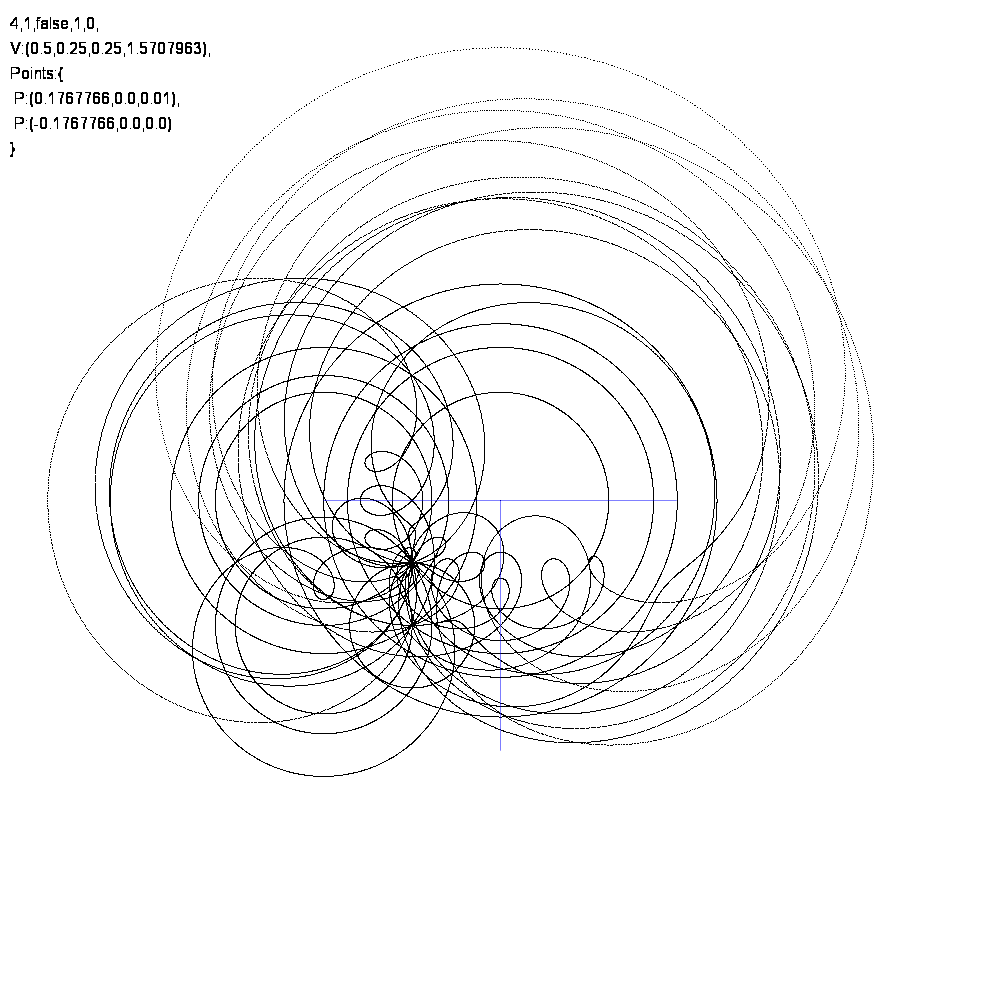 4,1,false,1,0,
V:(0.5,0.25,0.25,1.5707963),
Points:{
P:(0.1767766,0.0,0.01),
P:(-0.1767766,0.0,0.0)
}